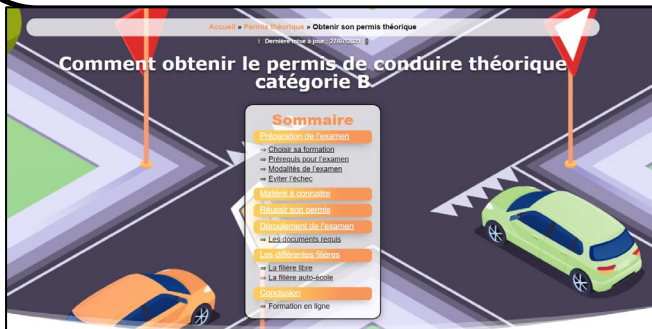 Accueil » Permis théorique » Obtenir son permis théorique
Dernière mise à jour : 27/07/2021
Comment obtenir le permis de conduire théorique
catégorie B
Sommaire
Préparation de l'examen
⇒ Choisir sa formation
⇒ Prérequis pour l'examen
⇒ Modalités de l'examen
⇒ Eviter l'échec
Matière à connaitre
Réussir son permis
Déroulement de l'examen
⇒ Les documents requis
Les différentes filières
⇒ La filière libre
⇒ La filière auto-école
Conclusion
⇒ Formation en ligne